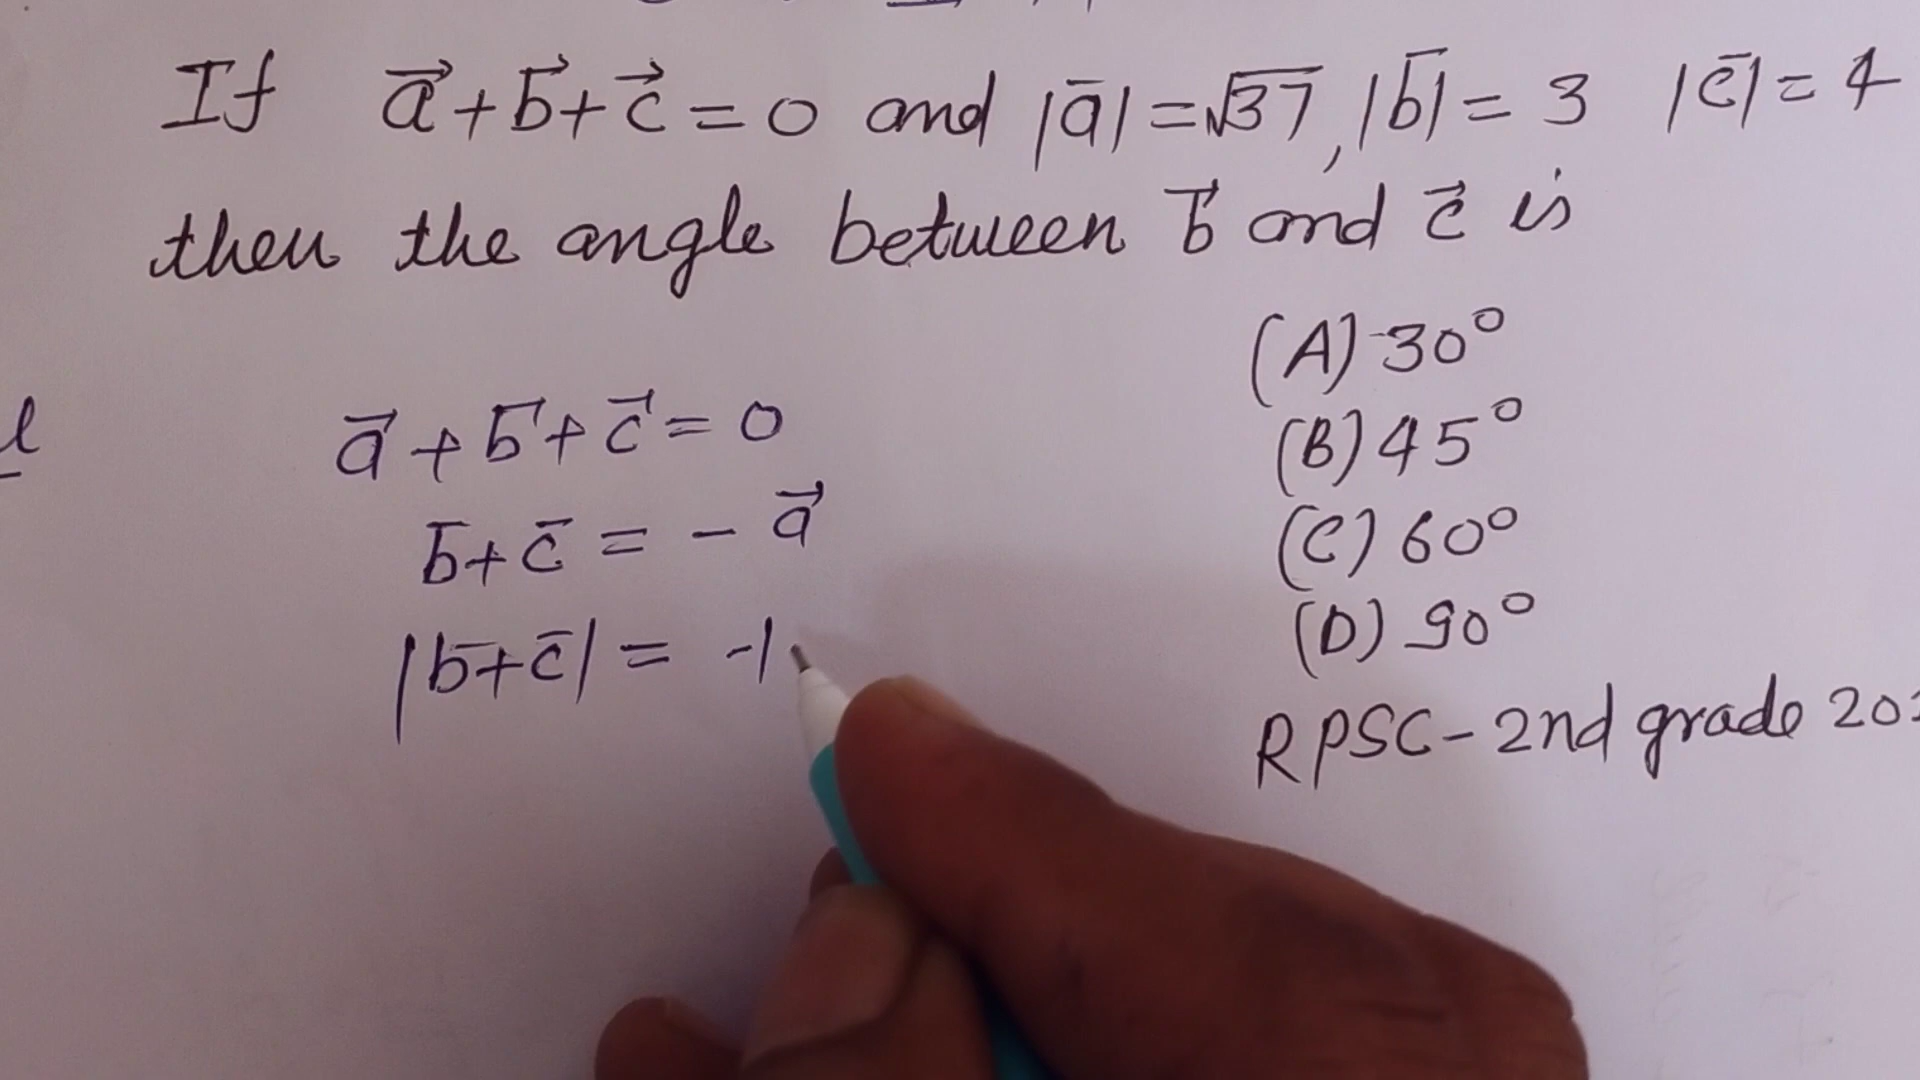 If a⃗+b⃗+c⃗=0 and |a̅|=√37, |b̅|=3 |c̅|=4
then the angle between b⃗ and c⃗ is
(A) 30°
(B) 45°
(C) 60°
(D) 90°
RPSC-2nd grade
l
a⃗+b⃗+c⃗=0
b̅+c̅=-a⃗
|b̅+c̅|= -|